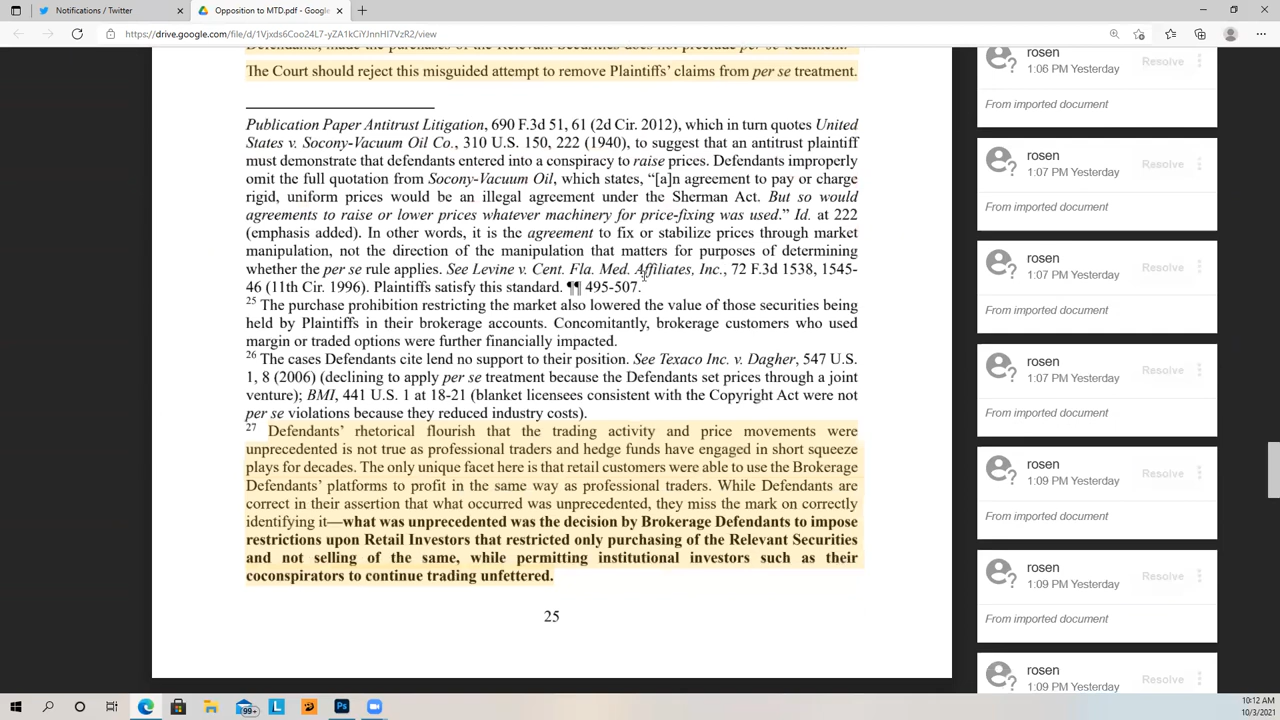 Notifications / Twitter
Opposition to MTD.pdf - Google
https://drive.google.com/file/d/1Vjxds6Coo24L7-yZA1kCiYJnnHI7VzR2/view
Defendants, made the purchases of the Relevant Securities does not preclude per se treatment.
The Court should reject this misguided attempt to remove Plaintiffs' claims from per se treatment.
Publication Paper Antitrust Litigation, 690 F.3d 51, 61 (2d Cir. 2012), which in turn quotes United
States v. Socony-Vacuum Oil Co., 310 U.S. 150, 222 (1940), to suggest that an antitrust plaintiff
must demonstrate that defendants entered into a conspiracy to raise prices. Defendants improperly
omit the full quotation from Socony-Vacuum Oil, which states, “[a]n agreement to pay or charge
rigid, uniform prices would be an illegal agreement under the Sherman Act. But so would
agreements to raise or lower prices whatever machinery for price-fixing was used.” Id. at 222
(emphasis added). In other words, it is the agreement to fix or stabilize prices through market
manipulation, not the direction of the manipulation that matters for purposes of determining
whether the per se rule applies. See Levine v. Cent. Fla. Med. Affiliates, Inc., 72 F.3d 1538, 1545-
46 (11th Cir. 1996). Plaintiffs satisfy this standard. ¶¶ 495-507.
25 The purchase prohibition restricting the market also lowered the value of those securities being
held by Plaintiffs in their brokerage accounts. Concomitantly, brokerage customers who used
margin or traded options were further financially impacted.
26 The cases Defendants cite lend no support to their position. See Texaco Inc. v. Dagher, 547 U.S.
1, 8 (2006) (declining to apply per se treatment because the Defendants set prices through a joint
venture); BMI, 441 U.S. 1 at 18-21 (blanket licensees consistent with the Copyright Act were not
per se violations because they reduced industry costs).
27 Defendants' rhetorical flourish that the trading activity and price movements were
unprecedented is not true as professional traders and hedge funds have engaged in short squeeze
plays for decades. The only unique facet here is that retail customers were able to use the Brokerage
Defendants' platforms to profit in the same way as professional traders. While Defendants are
correct in their assertion that what occurred was unprecedented, they miss the mark on correctly
identifying it—what was unprecedented was the decision by Brokerage Defendants to impose
restrictions upon Retail Investors that restricted only purchasing of the Relevant Securities
and not selling of the same, while permitting institutional investors such as their
coconspirators to continue trading unfettered.
25
rosen
1:06 PM Yesterday
Resolve
From imported document
rosen
1:07 PM Yesterday
Resolve
From imported document
rosen
1:07 PM Yesterday
Resolve
From imported document
rosen
1:07 PM Yesterday
Resolve
From imported document
rosen
1:09 PM Yesterday
Resolve
From imported document
rosen
1:09 PM Yesterday
Resolve
From imported document
rosen
1:09 PM Yesterday
Resolve
99+
L
Ps
10:12 AM
10/3/2021